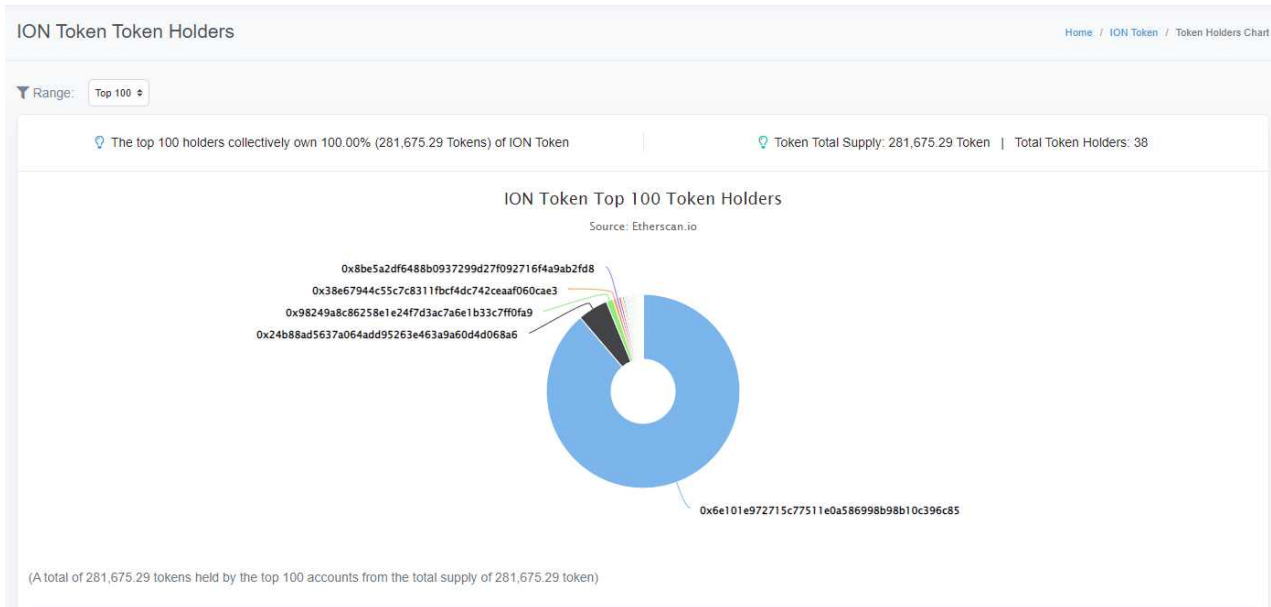 ION Token Token Holders
Home / ION Token / Token Holders Chart
Range: Top 100
The top 100 holders collectively own 100.00% (281,675.29 Tokens) of ION Token
Token Total Supply: 281,675.29 Token | Total Token Holders: 38
ION Token Top 100 Token Holders
Source: Etherscan.io
0x8be5a2df6488b0937299d27f092716f4a9ab2fd8
0x38e67944c55c7c8311fbcf4dc742ceaaf060cae3
0x98249a8c86258e1e24f7d3ac7a6e1b33c7ff0fa9
0x24b88ad5637a064add95263e463a9a60d4d068a6
0x6e101e972715c77511e0a586998b98b10c396c85
(A total of 281,675.29 tokens held by the top 100 accounts from the total supply of 281,675.29 token)